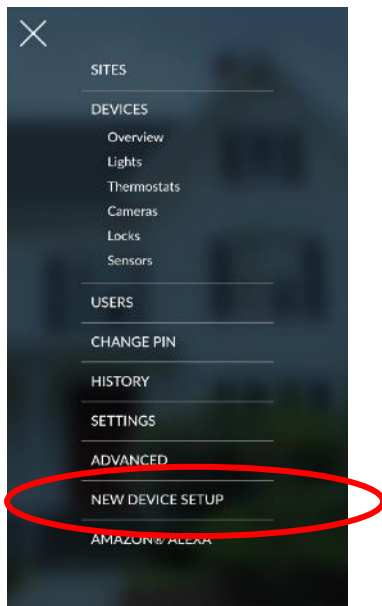 SITES
DEVICES
Overview
Lights
Thermostats
Cameras
Locks
Sensors
USERS
CHANGE PIN
HISTORY
SETTINGS
ADVANCED
NEW DEVICE SETUP
AMAZON® ALEXA